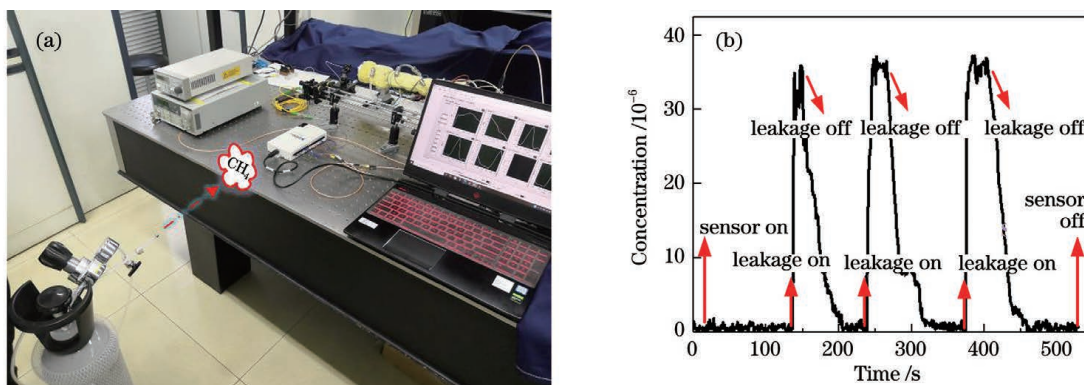 (a)
CH₄
(b)
40
30
20
10
0
Concentration /10⁻⁶
leakage off
leakage off
leakage off
sensor on
sensor
off
leakage on
leakage on
leakage on
0
100
200
300
400
500
Time /s